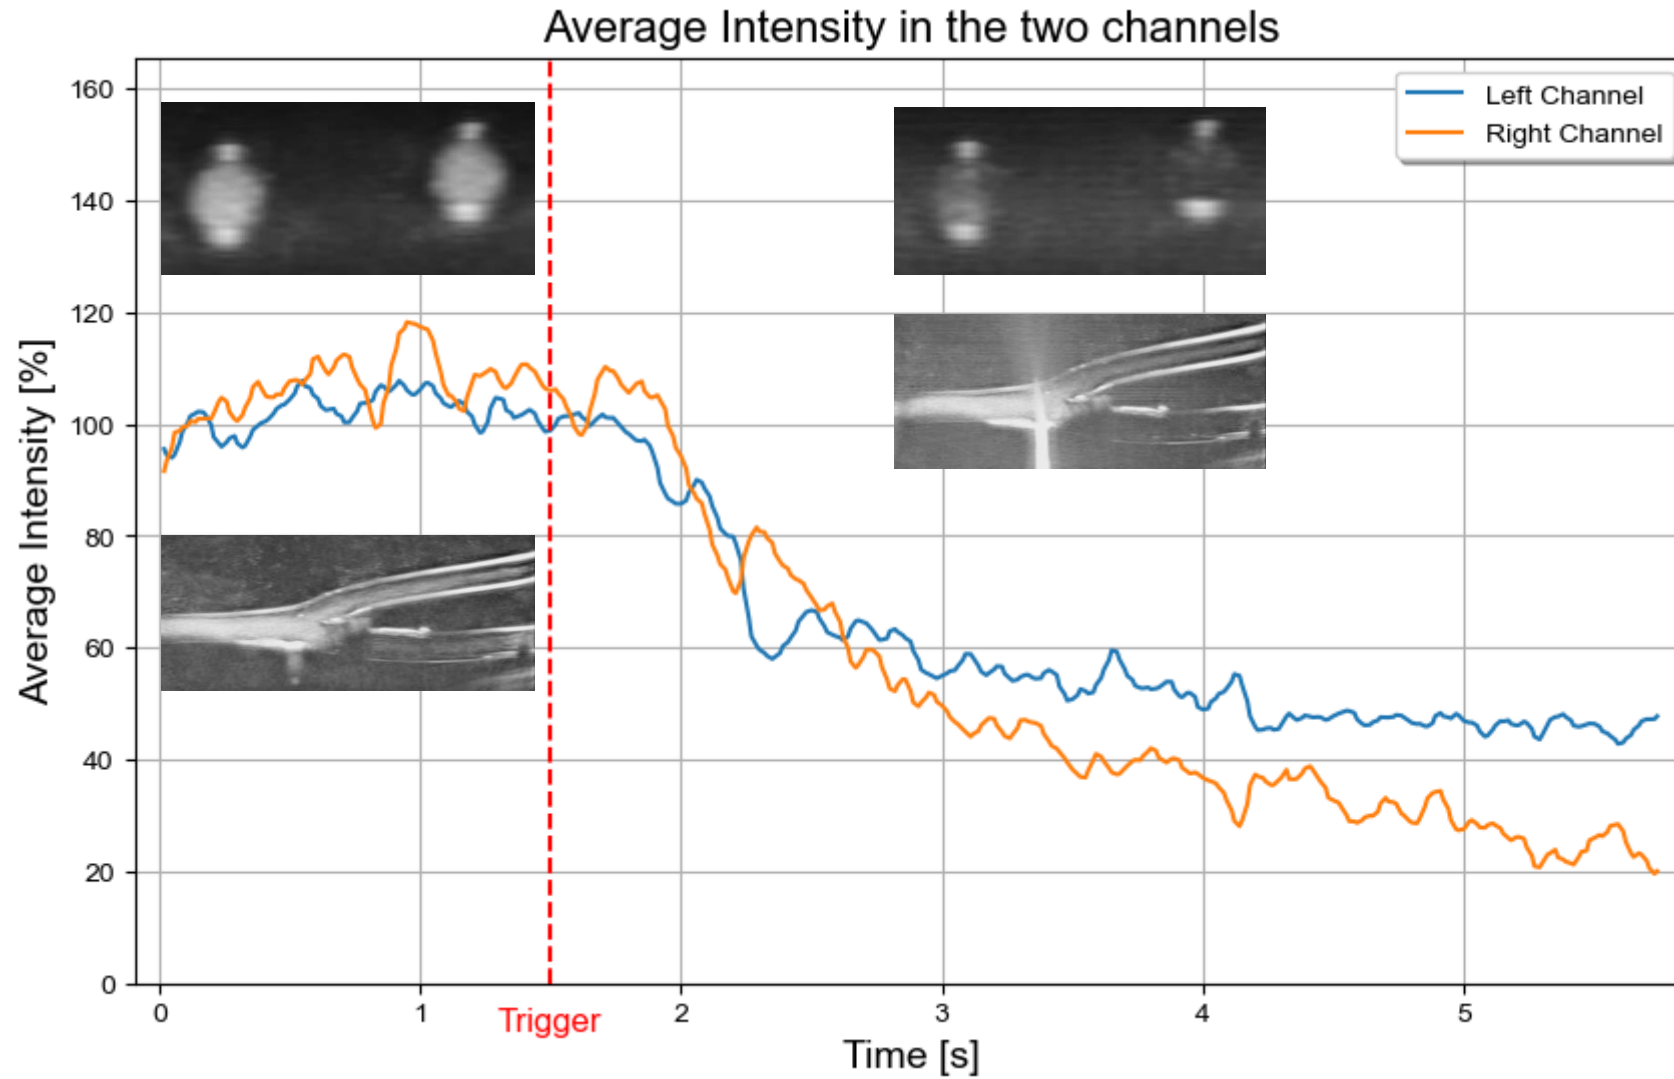 Average Intensity in the two channels
Average Intensity [%]
160
140
120
100
80
60
40
20
0
Left Channel
Right Channel
0 1 2 3 4 5
Trigger
Time [s]